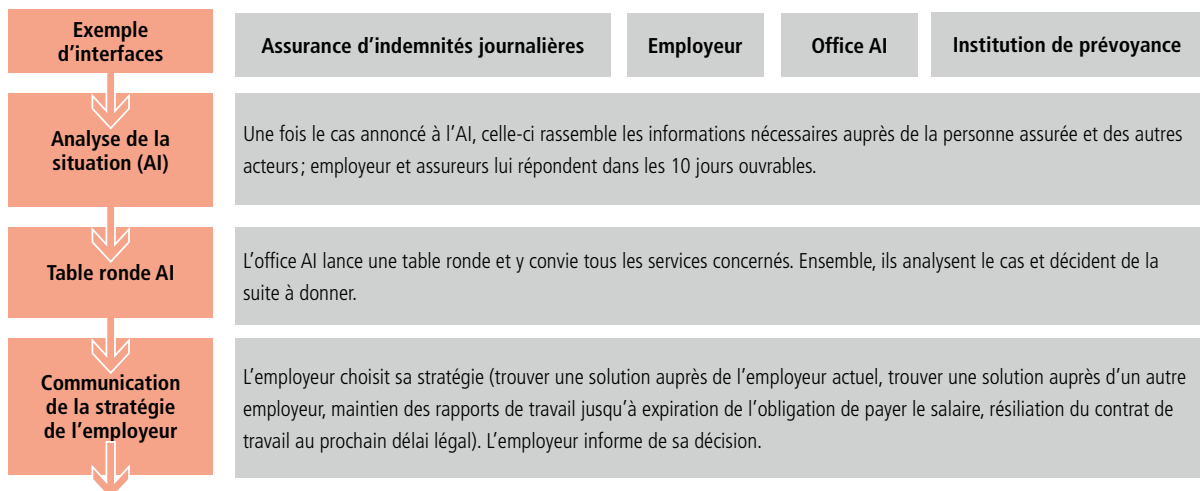 Exemple
d’interfaces
Assurance d’indemnités journalières
Employeur
Office AI
Institution de prévoyance
Analyse de la
situation (AI)
Une fois le cas annoncé à l’AI, celle-ci rassemble les informations nécessaires auprès de la personne assurée et des autres
acteurs ; employeur et assureurs lui répondent dans les 10 jours ouvrables.
Table ronde AI
L’office AI lance une table ronde et y convie tous les services concernés. Ensemble, ils analysent le cas et décident de la
suite à donner.
Communication
de la stratégie
de l’employeur
L’employeur choisit sa stratégie (trouver une solution auprès de l’employeur actuel, trouver une solution auprès d’un autre
employeur, maintien des rapports de travail jusqu’à expiration de l’obligation de payer le salaire, résiliation du contrat de
travail au prochain délai légal). L’employeur informe de sa décision.